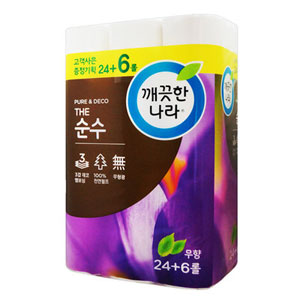 고객사은
증정기획 24+6롤
PURE & DECO
THE
순수
깨끗한
나라
3
3겹 데코
엠보싱
100%
천연펄프
無
무형광
우향
24+6롤